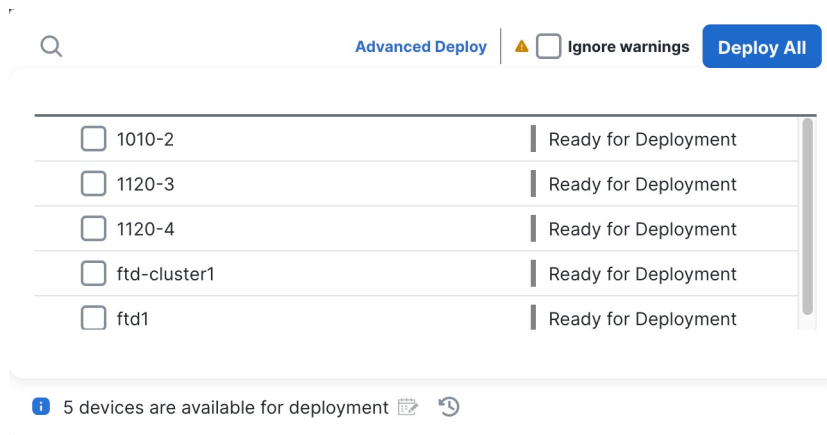 Advanced Deploy Ignore warnings Deploy All
1010-2 Ready for Deployment
1120-3 Ready for Deployment
1120-4 Ready for Deployment
ftd-cluster1 Ready for Deployment
ftd1 Ready for Deployment
5 devices are available for deployment